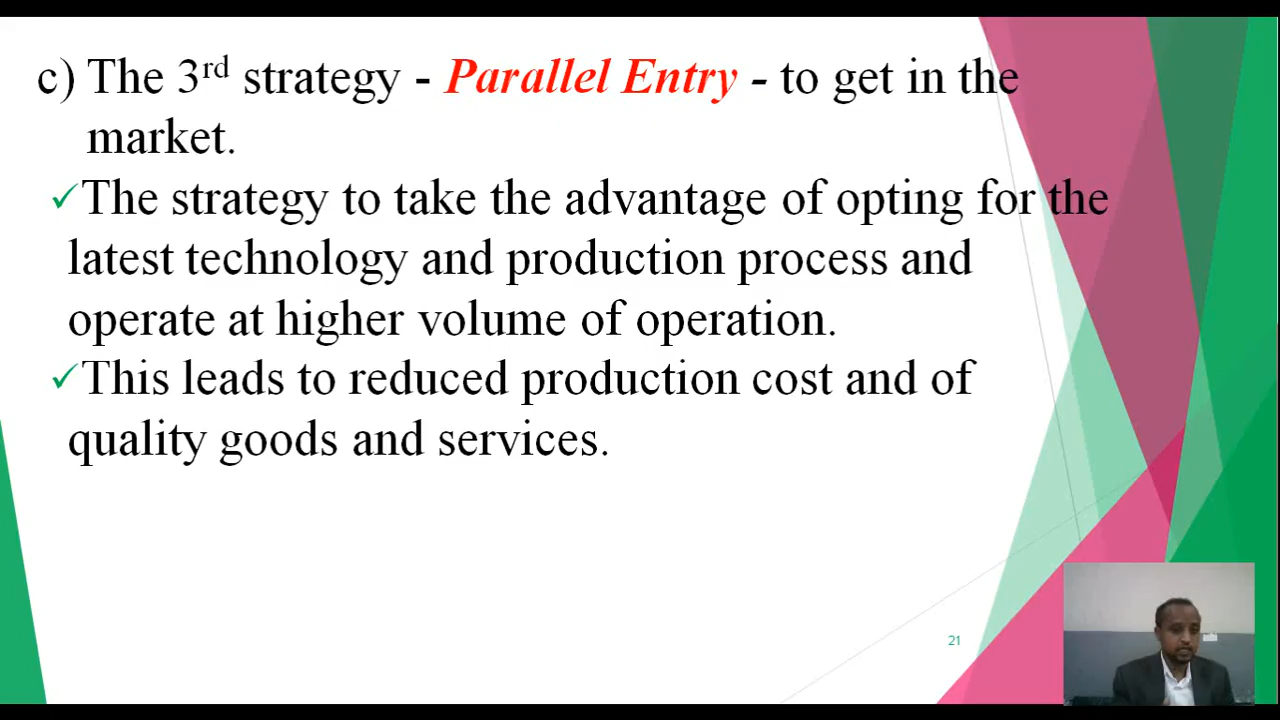 c) The 3rd strategy - Parallel Entry - to get in the
market.
✓The strategy to take the advantage of opting for the
latest technology and production process and
operate at higher volume of operation.
✓This leads to reduced production cost and of
quality goods and services.
21